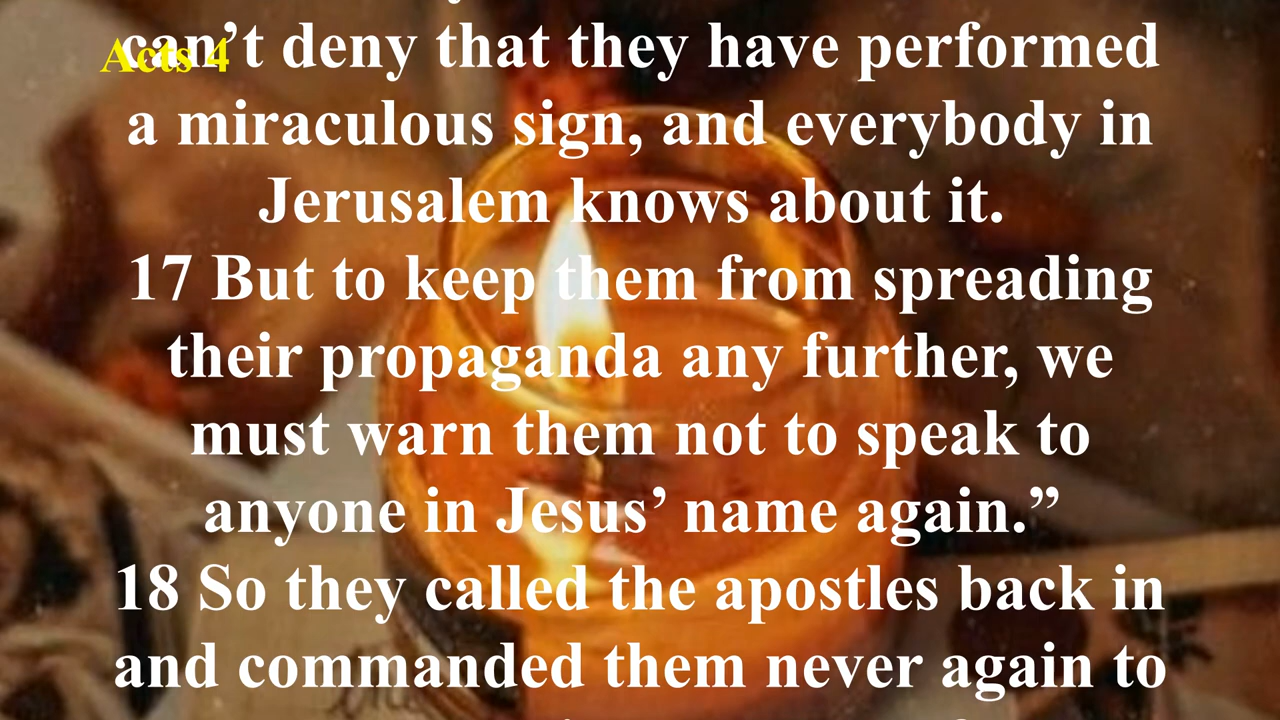 Acts 4
can’t deny that they have performed
a miraculous sign, and everybody in
Jerusalem knows about it.
17 But to keep them from spreading
their propaganda any further, we
must warn them not to speak to
anyone in Jesus’ name again.”
18 So they called the apostles back in
and commanded them never again to